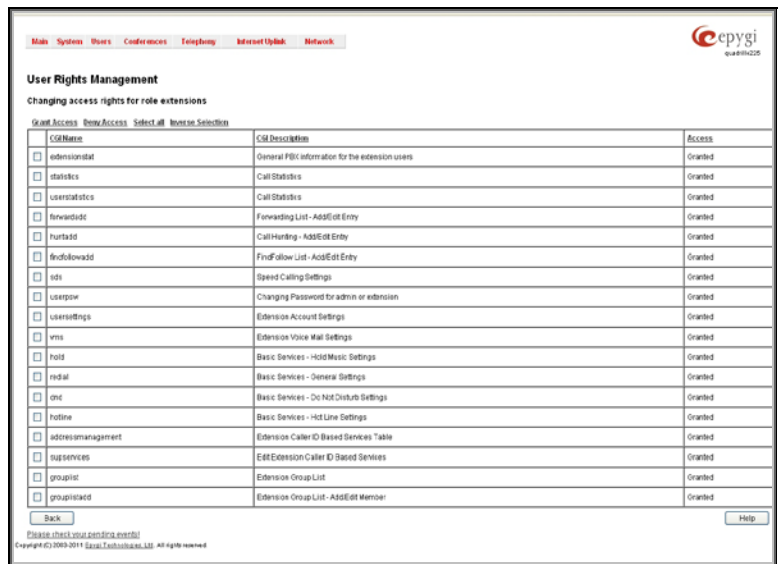 Main System Users Conferences Telephony Internet Uplink Network
epygi
User Rights Management
Changing access rights for role extensions
Grant Access Deny Access Select all Inverse Selection
CGI Name CGI Description Access
extensionstat General PBX information for the extension users Granted
statistics Call Statistics Granted
userstatistics Call Statistics Granted
forwardadd Forwarding List - Add/Edit Entry Granted
huntadd Call Hunting - Add/Edit Entry Granted
findfollowadd FindFollow List - Add/Edit Entry Granted
sds Speed Calling Settings Granted
userpsw Changing Password for admin or extension Granted
usersettings Extension Account Settings Granted
vms Extension Voice Mail Settings Granted
hold Basic Services - Hold Music Settings Granted
redial Basic Services - General Settings Granted
dnd Basic Services - Do Not Disturb Settings Granted
hotline Basic Services - Hot Line Settings Granted
addressmanagement Extension Caller ID Based Services Table Granted
supservices Edit Extension Caller ID Based Services Granted
grouplist Extension Group List Granted
grouplistadd Extension Group List - Add/Edit Member Granted
Back Help
Please check your pending events!
Copyright (C) 2003-2011 Epygi Technologies, Ltd. All rights reserved